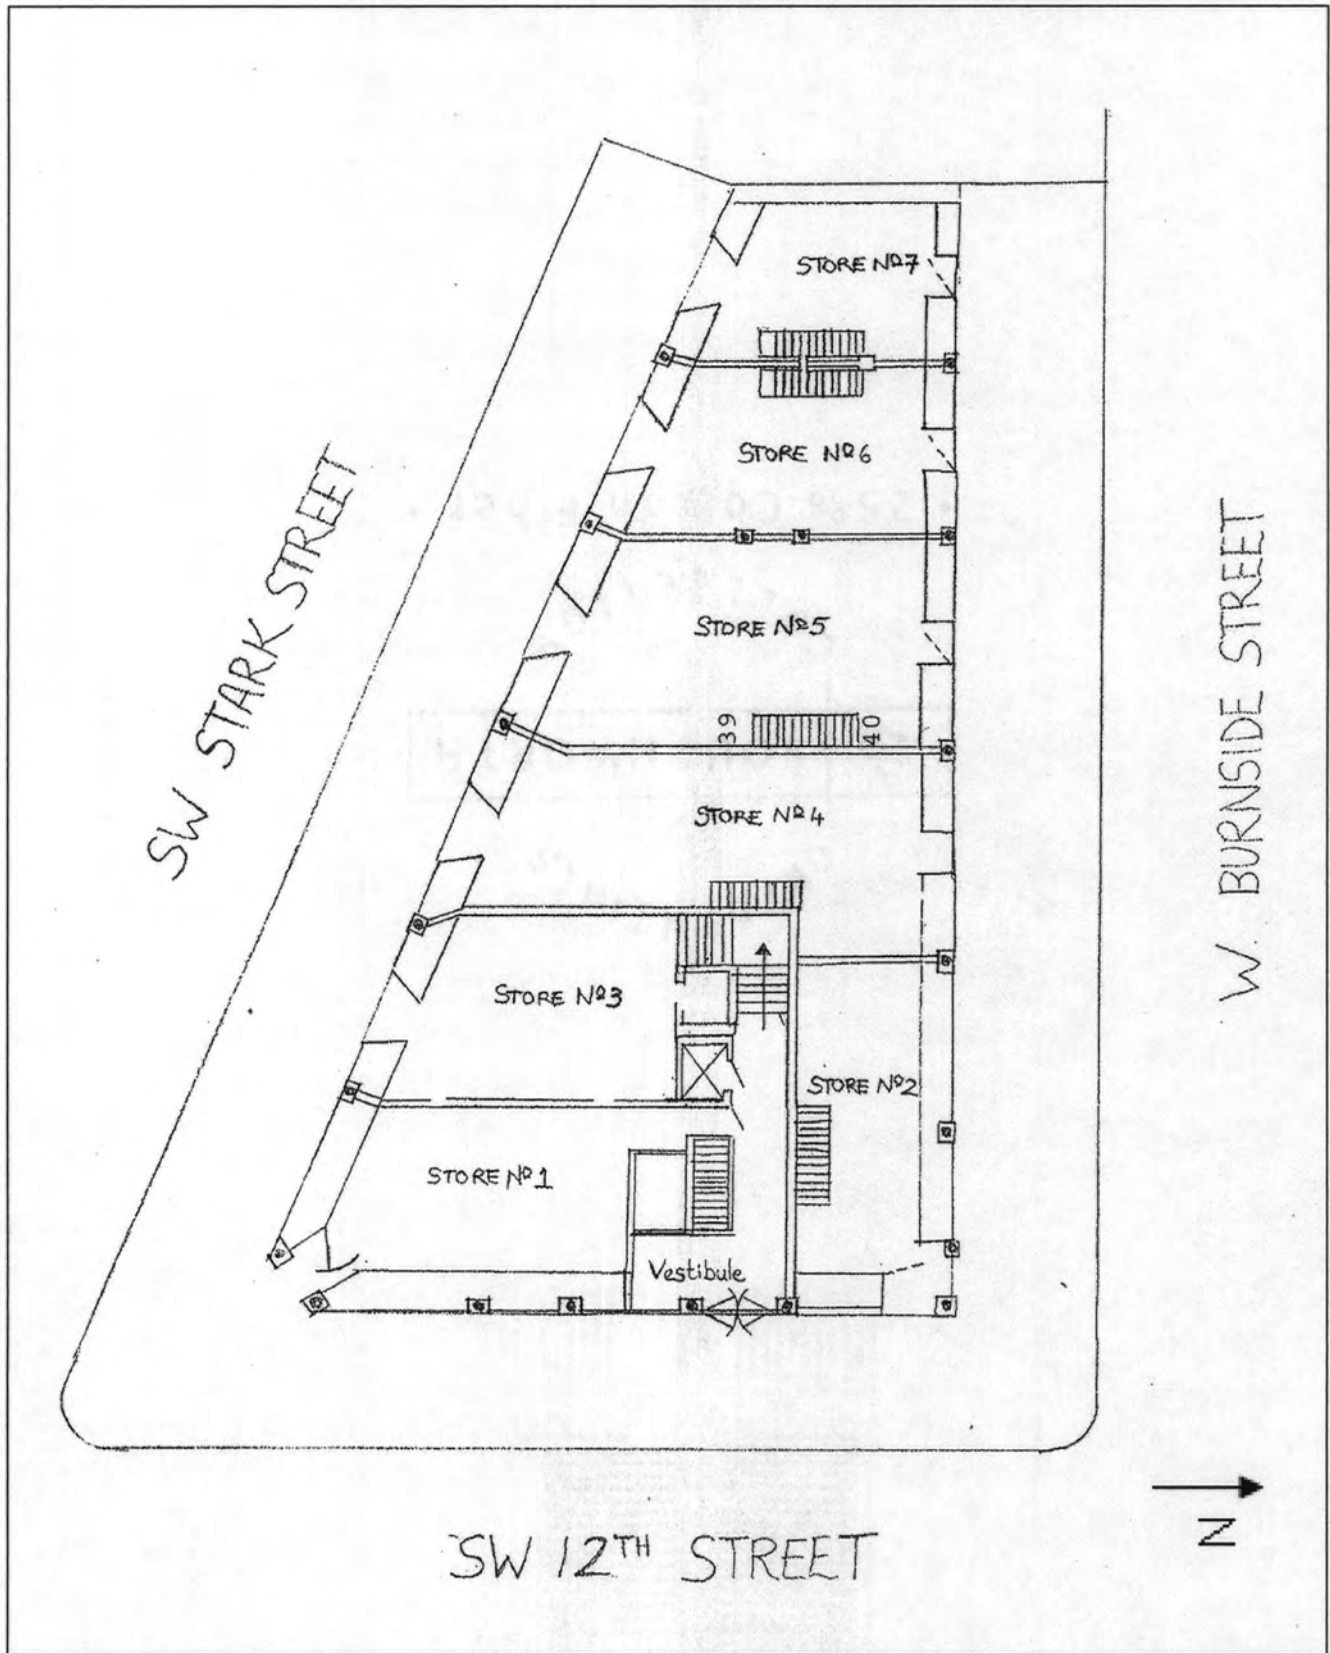 STORE Nº7
STORE Nº6
SW STARK STREET
STORE Nº5
W. BURNSIDE STREET
39
40
STORE Nº4
STORE Nº3
STORE Nº2
STORE Nº1
Vestibule
N
SW 12TH STREET